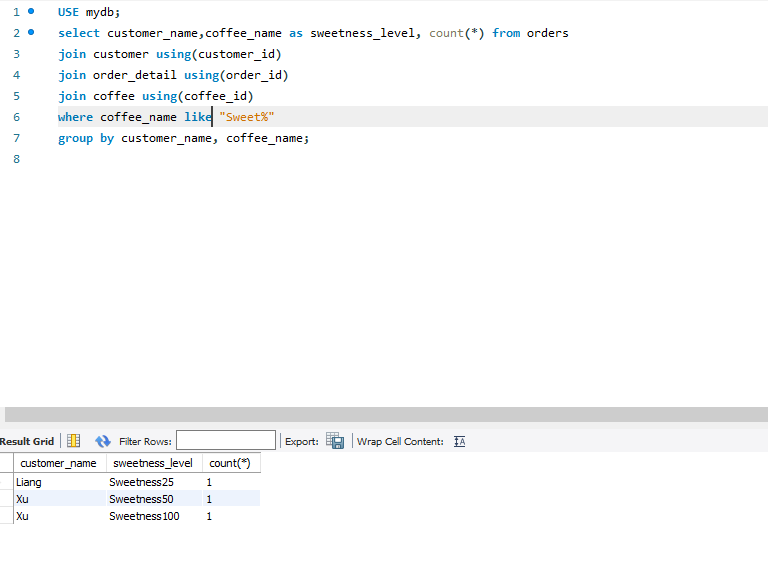 1 USE mydb;
2 select customer_name,coffee_name as sweetness_level, count(*) from orders
3 join customer using(customer_id)
4 join order_detail using(order_id)
5 join coffee using(coffee_id)
6 where coffee_name like "Sweet%"
7 group by customer_name, coffee_name;
8
Result Grid Filter Rows: Export: Wrap Cell Content: IA
customer_name sweetness_level count(*)
Liang Sweetness25 1
Xu Sweetness50 1
Xu Sweetness100 1